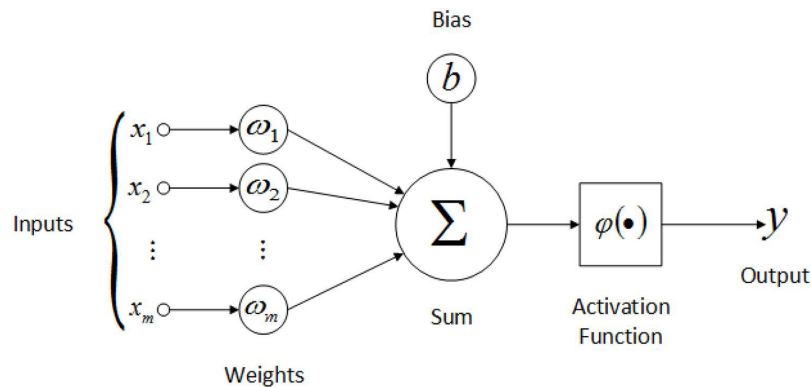 Bias
b
x₁ ω₁
x₂ ω₂
Inputs
⋮ ⋮
xₘ ωₘ
Weights
Σ
Sum
φ(•)
Activation
Function
y
Output